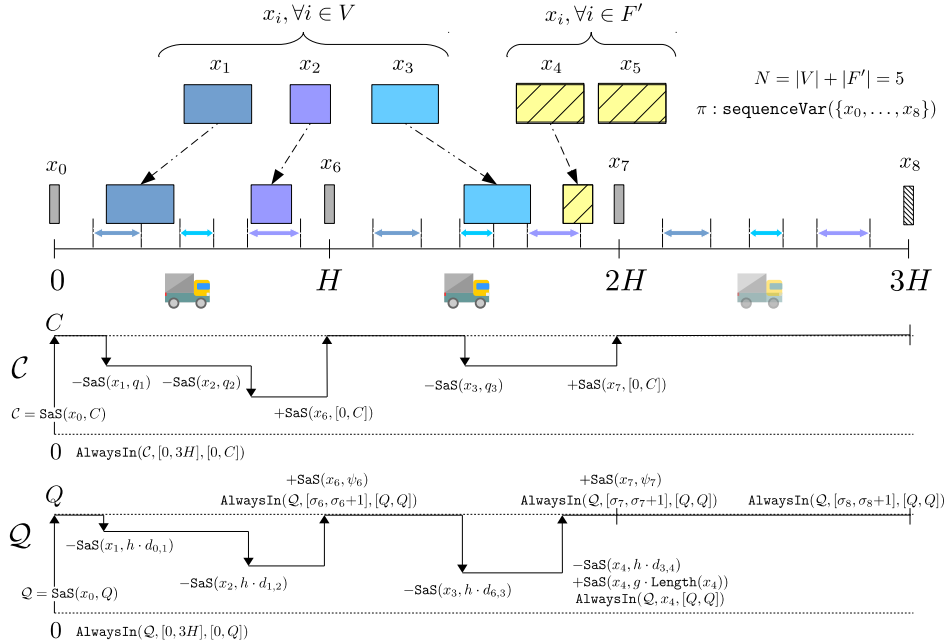 x_i, ∀i ∈ V
x_i, ∀i ∈ F′
x_1 x_2 x_3 x_4 x_5
N = |V| + |F′| = 5
π : sequenceVar({x_0, …, x_8})
x_0 x_6 x_7 x_8
0 H 2H 3H
C
𝒞
−SaS(x_1, q_1) −SaS(x_2, q_2) −SaS(x_3, q_3) +SaS(x_7, [0, C])
𝒞 = SaS(x_0, C) +SaS(x_6, [0, C])
0 AlwaysIn(𝒞, [0, 3H], [0, C])
+SaS(x_6, ψ_6) +SaS(x_7, ψ_7)
Q AlwaysIn(𝒬, [σ_6, σ_6+1], [Q, Q]) AlwaysIn(𝒬, [σ_7, σ_7+1], [Q, Q]) AlwaysIn(𝒬, [σ_8, σ_8+1], [Q, Q])
𝒬
−SaS(x_1, h · d_{0,1})
−SaS(x_4, h · d_{3,4})
−SaS(x_2, h · d_{1,2}) +SaS(x_4, g · Length(x_4))
−SaS(x_3, h · d_{6,3})
𝒬 = SaS(x_0, Q) AlwaysIn(𝒬, x_4, [Q, Q])
0 AlwaysIn(𝒬, [0, 3H], [0, Q])